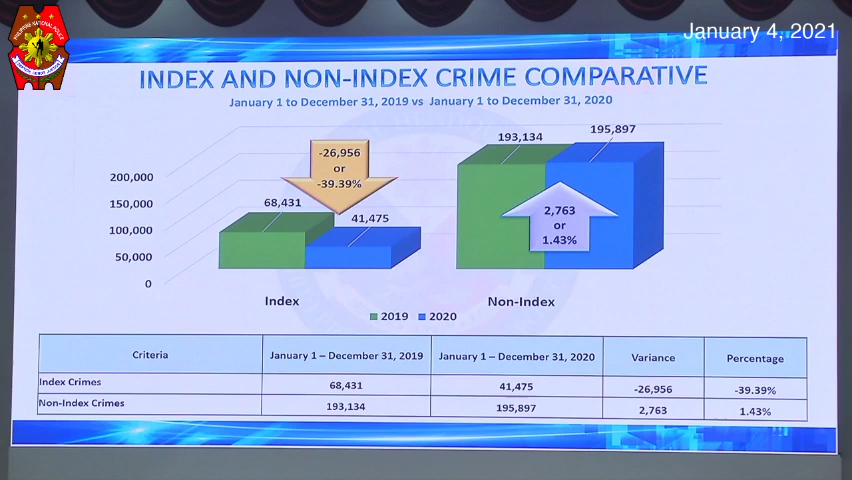 January 4, 2021
PHILIPPINE NATIONAL POLICE
INDEX AND NON-INDEX CRIME COMPARATIVE
January 1 to December 31, 2019 vs January 1 to December 31, 2020
193,134
195,897
-26,956
or
-39.39%
200,000
150,000
100,000
50,000
0
68,431
41,475
2,763
or
1.43%
Index
Non-Index
2019 2020
Criteria January 1 – December 31, 2019 January 1 – December 31, 2020 Variance Percentage
Index Crimes 68,431 41,475 -26,956 -39.39%
Non-Index Crimes 193,134 195,897 2,763 1.43%